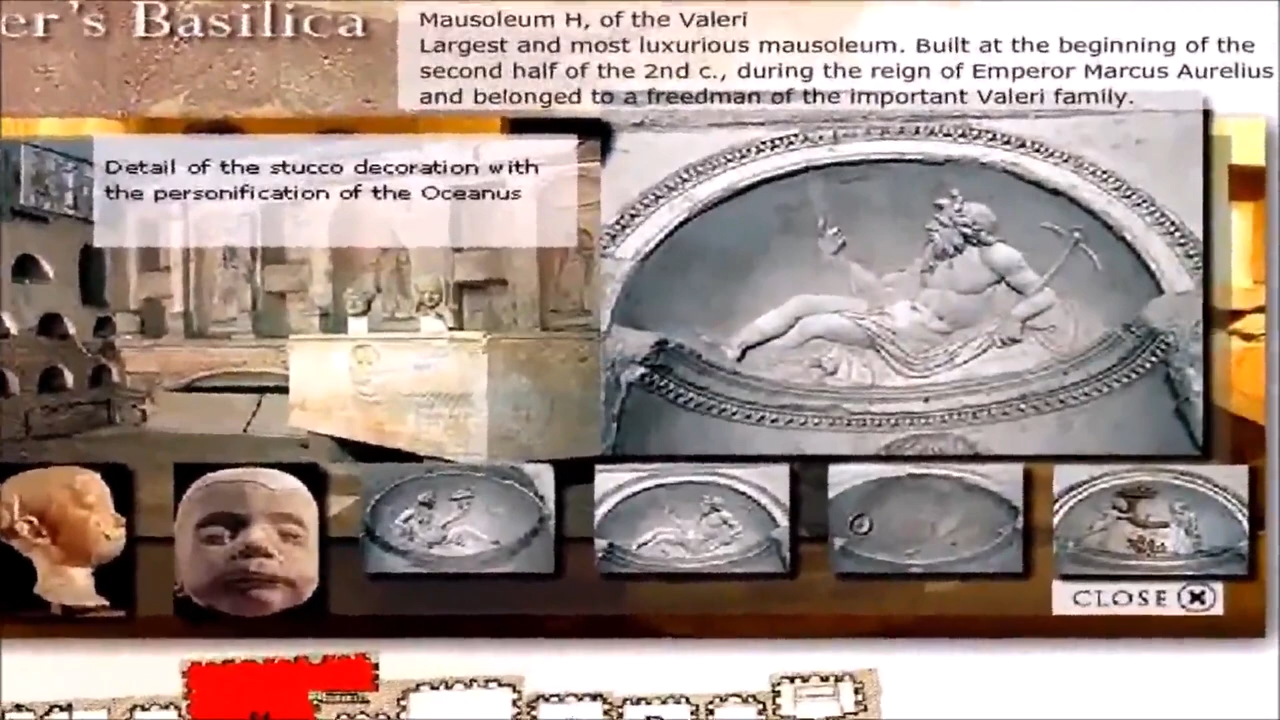 er's Basilica
Mausoleum H, of the Valeri
Largest and most luxurious mausoleum. Built at the beginning of the
second half of the 2nd c., during the reign of Emperor Marcus Aurelius
and belonged to a freedman of the important Valeri family.
Detail of the stucco decoration with
the personification of the Oceanus
CLOSE